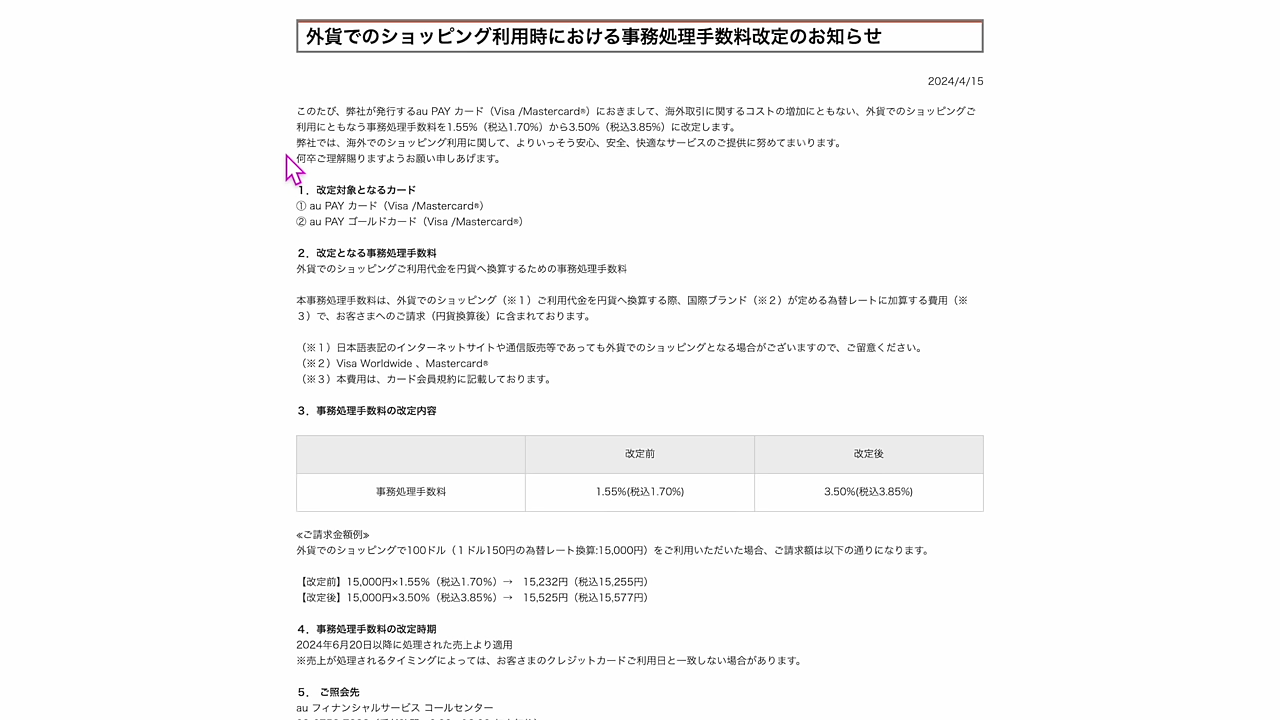 外貨でのショッピング利用時における事務処理手数料改定のお知らせ
2024/4/15
このたび、弊社が発行するau PAY カード（Visa /Mastercard®）におきまして、海外取引に関するコストの増加にともない、外貨でのショッピングご
利用にともなう事務処理手数料を1.55%（税込1.70%）から3.50%（税込3.85%）に改定します。
弊社では、海外でのショッピング利用に関して、よりいっそう安心、安全、快適なサービスのご提供に努めてまいります。
何卒ご理解賜りますようお願い申しあげます。
１．改定対象となるカード
① au PAY カード（Visa /Mastercard®）
② au PAY ゴールドカード（Visa /Mastercard®）
２．改定となる事務処理手数料
外貨でのショッピングご利用代金を円貨へ換算するための事務処理手数料
本事務処理手数料は、外貨でのショッピング（※１）ご利用代金を円貨へ換算する際、国際ブランド（※２）が定める為替レートに加算する費用（※
３）で、お客さまへのご請求（円貨換算後）に含まれております。
（※１）日本語表記のインターネットサイトや通信販売等であっても外貨でのショッピングとなる場合がございますので、ご留意ください。
（※２）Visa Worldwide 、Mastercard®
（※３）本費用は、カード会員規約に記載しております。
３．事務処理手数料の改定内容
改定前 改定後
事務処理手数料 1.55%(税込1.70%) 3.50%(税込3.85%)
≪ご請求金額例≫
外貨でのショッピングで100ドル（１ドル150円の為替レート換算:15,000円）をご利用いただいた場合、ご請求額は以下の通りになります。
【改定前】15,000円×1.55%（税込1.70%）→　15,232円（税込15,255円）
【改定後】15,000円×3.50%（税込3.85%）→　15,525円（税込15,577円）
４．事務処理手数料の改定時期
2024年6月20日以降に処理された売上より適用
※売上が処理されるタイミングによっては、お客さまのクレジットカードご利用日と一致しない場合があります。
５． ご照会先
au フィナンシャルサービス コールセンター